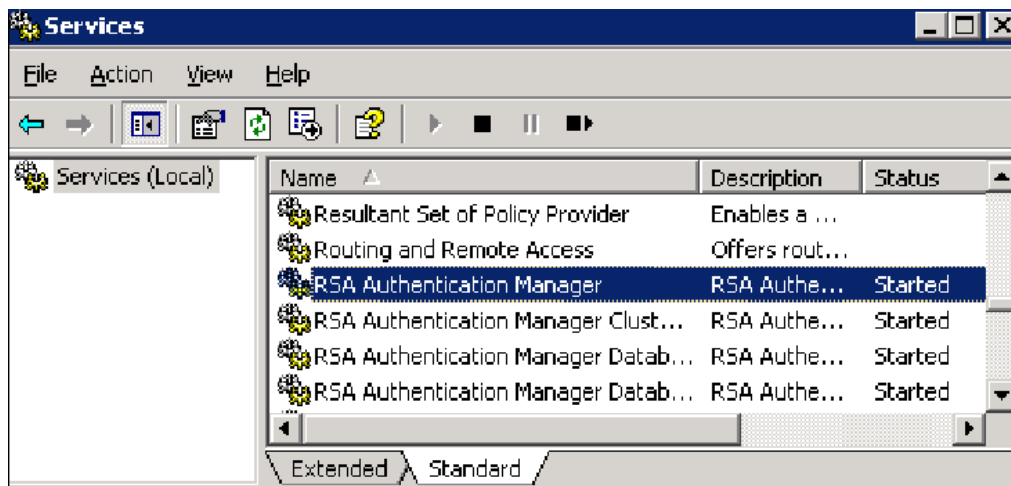 Services
File Action View Help
Services (Local)
Name Description Status
Resultant Set of Policy Provider Enables a ...
Routing and Remote Access Offers rout...
RSA Authentication Manager RSA Authe... Started
RSA Authentication Manager Clust... RSA Authe... Started
RSA Authentication Manager Datab... RSA Authe... Started
RSA Authentication Manager Datab... RSA Authe... Started
Extended Standard